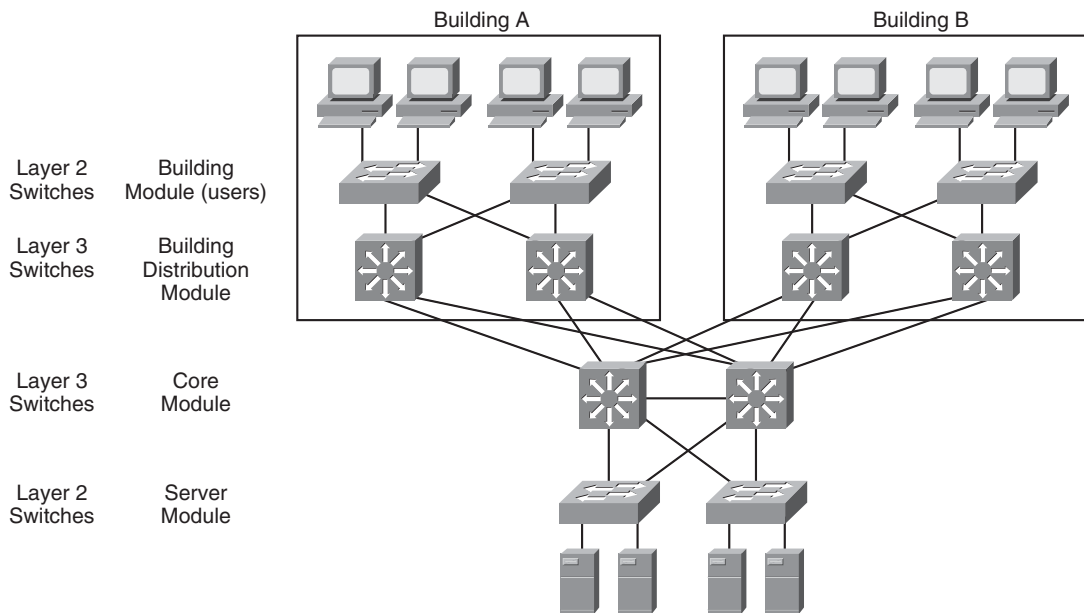 Building A
Building B
Layer 2
Switches
Building
Module (users)
Layer 3
Switches
Building
Distribution
Module
Layer 3
Switches
Core
Module
Layer 2
Switches
Server
Module